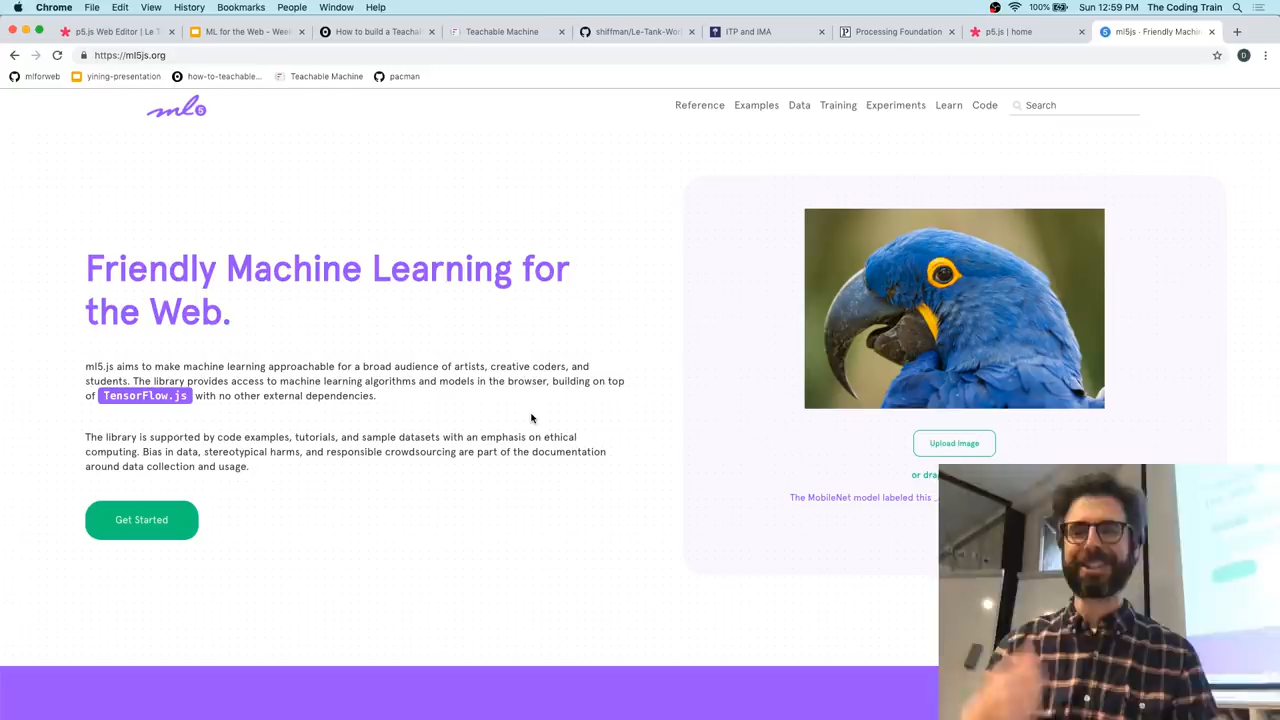 Chrome File Edit View History Bookmarks People Window Help 100% Sun 12:59 PM The Coding Train
p5.js Web Editor | Le T ML for the Web - Week How to build a Teachab Teachable Machine shiffman/Le-Tank-Wor ITP and IMA Processing Foundation p5.js | home ml5js · Friendly Machin
https://ml5js.org
mlforweb yining-presentation how-to-teachable... Teachable Machine pacman
ml5 Reference Examples Data Training Experiments Learn Code Search
Friendly Machine Learning for
the Web.
ml5.js aims to make machine learning approachable for a broad audience of artists, creative coders, and
students. The library provides access to machine learning algorithms and models in the browser, building on top
of TensorFlow.js with no other external dependencies.
The library is supported by code examples, tutorials, and sample datasets with an emphasis on ethical
computing. Bias in data, stereotypical harms, and responsible crowdsourcing are part of the documentation
around data collection and usage.
Get Started
Upload Image
or dra
The MobileNet model labeled this